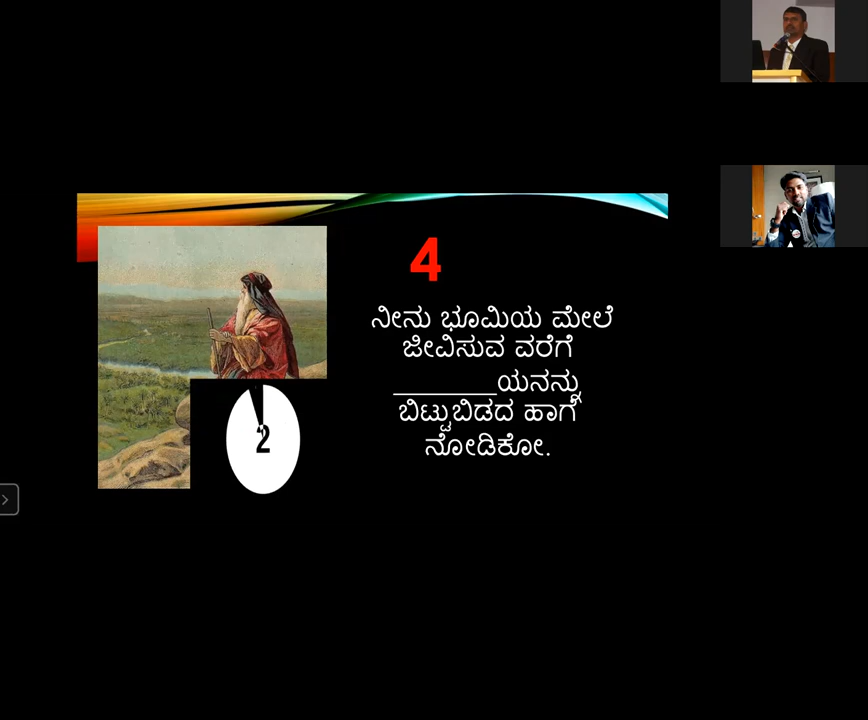 4
ನೀನು ಭೂಮಿಯ ಮೇಲೆ
ಜೀವಿಸುವ ವರೆಗೆ
________ಯನನ್ನು
ಬಿಟ್ಟುಬಿಡದ ಹಾಗೆ
ನೋಡಿಕೋ.
2